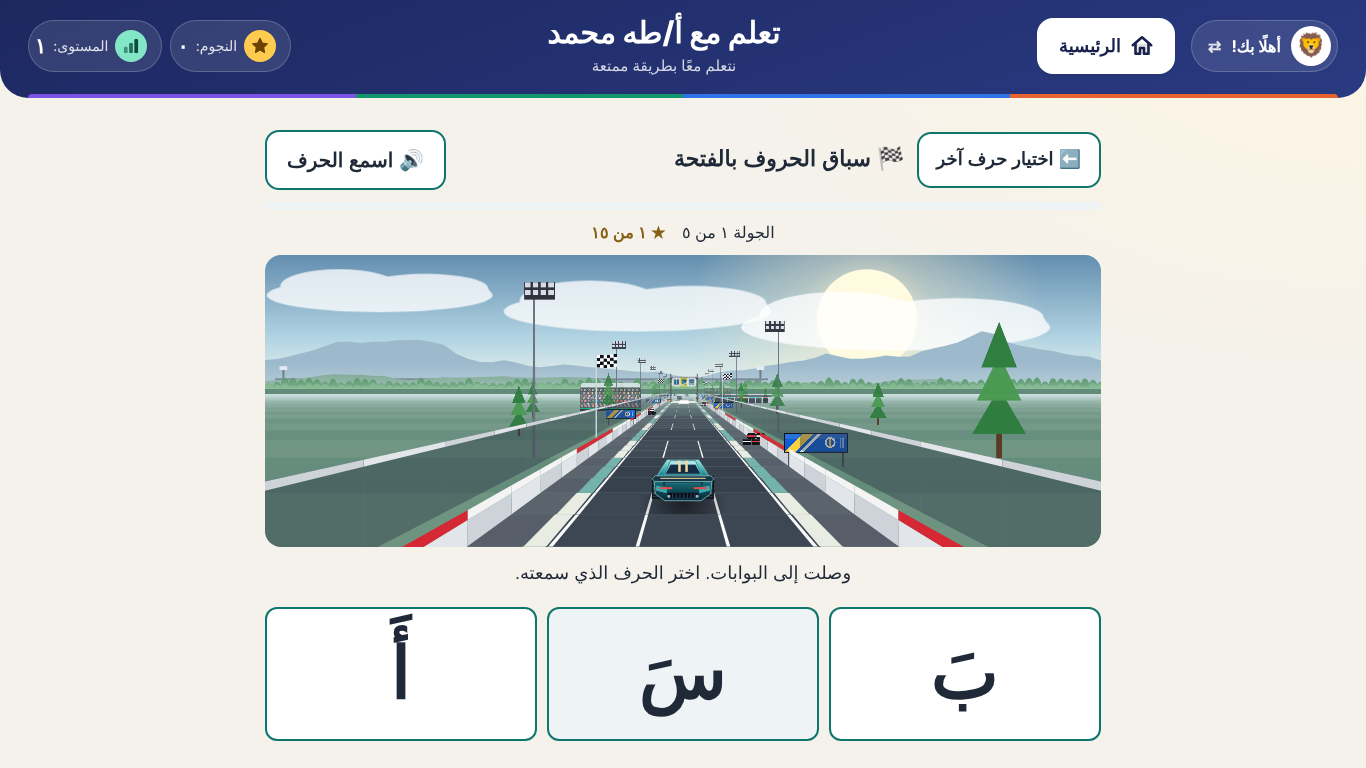 أهلًا بك! ⇄
الرئيسية
تعلم مع أ/طه محمد
نتعلم معًا بطريقة ممتعة
النجوم: ٠
المستوى: ١
⬅️ اختيار حرف آخر
🏁 سباق الحروف بالفتحة
🔊 اسمع الحرف
الجولة ١ من ٥ ★ ١ من ١٥
وصلت إلى البوابات. اختر الحرف الذي سمعته.
بَ
سَ
أَ